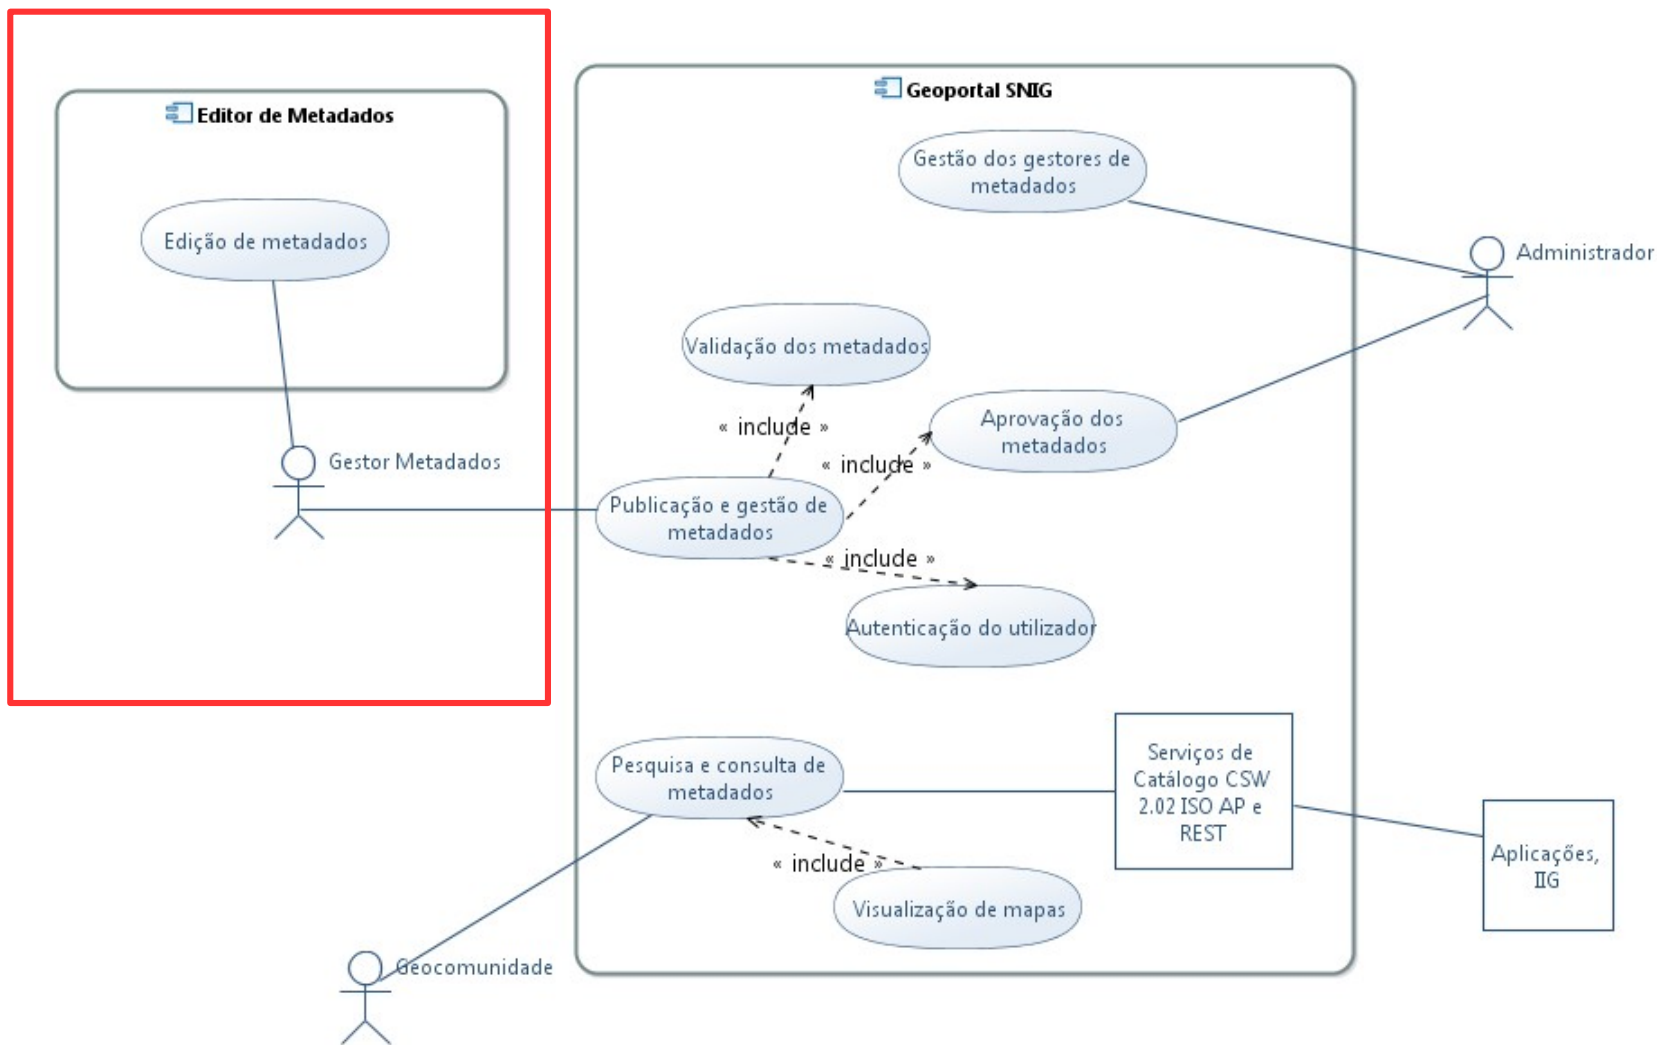 Editor de Metadados
Edição de metadados
Gestor Metadados
Geoportal SNIG
Gestão dos gestores de
metadados
Administrador
Validação dos metadados
« include »
Aprovação dos
metadados
« include »
Publicação e gestão de
metadados
« include »
Autenticação do utilizador
Pesquisa e consulta de
metadados
Serviços de
Catálogo CSW
2.02 ISO AP e
REST
Aplicações,
IIG
« include »
Visualização de mapas
Geocomunidade